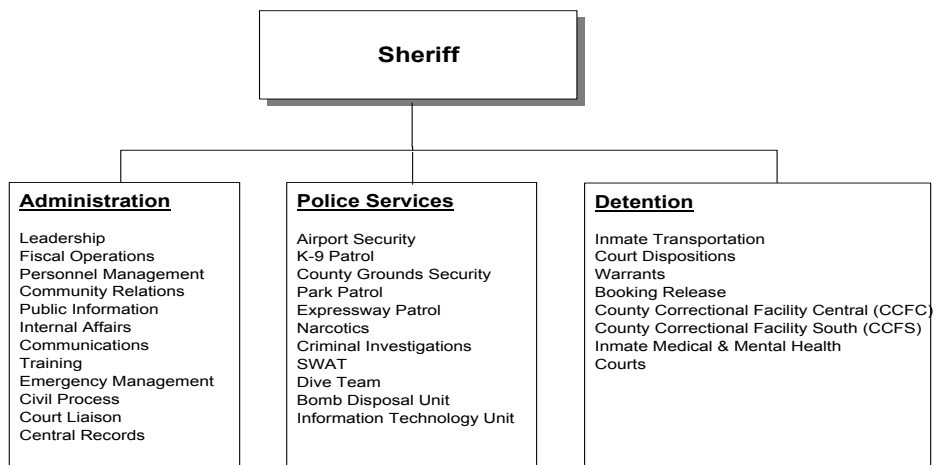 Sheriff
Administration
Leadership
Fiscal Operations
Personnel Management
Community Relations
Public Information
Internal Affairs
Communications
Training
Emergency Management
Civil Process
Court Liaison
Central Records
Police Services
Airport Security
K-9 Patrol
County Grounds Security
Park Patrol
Expressway Patrol
Narcotics
Criminal Investigations
SWAT
Dive Team
Bomb Disposal Unit
Information Technology Unit
Detention
Inmate Transportation
Court Dispositions
Warrants
Booking Release
County Correctional Facility Central (CCFC)
County Correctional Facility South (CCFS)
Inmate Medical & Mental Health
Courts